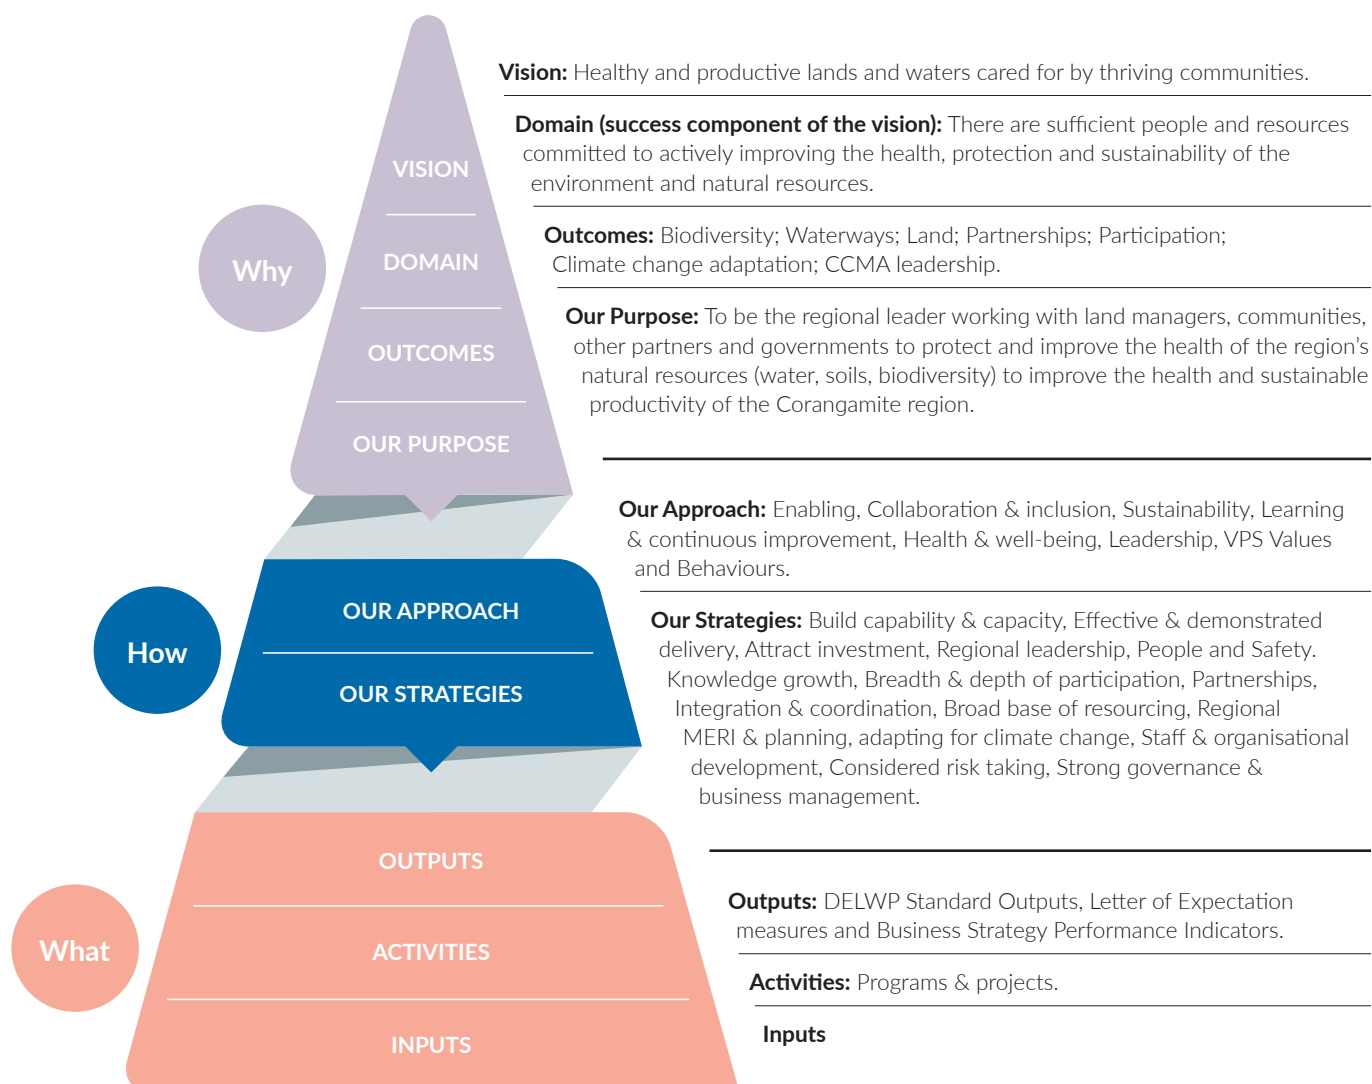 Vision: Healthy and productive lands and waters cared for by thriving communities.
Domain (success component of the vision): There are sufficient people and resources
committed to actively improving the health, protection and sustainability of the
environment and natural resources.
Outcomes: Biodiversity; Waterways; Land; Partnerships; Participation;
Climate change adaptation; CCMA leadership.
Our Purpose: To be the regional leader working with land managers, communities,
other partners and governments to protect and improve the health of the region’s
natural resources (water, soils, biodiversity) to improve the health and sustainable
productivity of the Corangamite region.
Why
VISION
DOMAIN
OUTCOMES
OUR PURPOSE
Our Approach: Enabling, Collaboration & inclusion, Sustainability, Learning
& continuous improvement, Health & well-being, Leadership, VPS Values
and Behaviours.
Our Strategies: Build capability & capacity, Effective & demonstrated
delivery, Attract investment, Regional leadership, People and Safety.
Knowledge growth, Breadth & depth of participation, Partnerships,
Integration & coordination, Broad base of resourcing, Regional
MERI & planning, adapting for climate change, Staff & organisational
development, Considered risk taking, Strong governance &
business management.
How
OUR APPROACH
OUR STRATEGIES
Outputs: DELWP Standard Outputs, Letter of Expectation
measures and Business Strategy Performance Indicators.
Activities: Programs & projects.
Inputs
What
OUTPUTS
ACTIVITIES
INPUTS